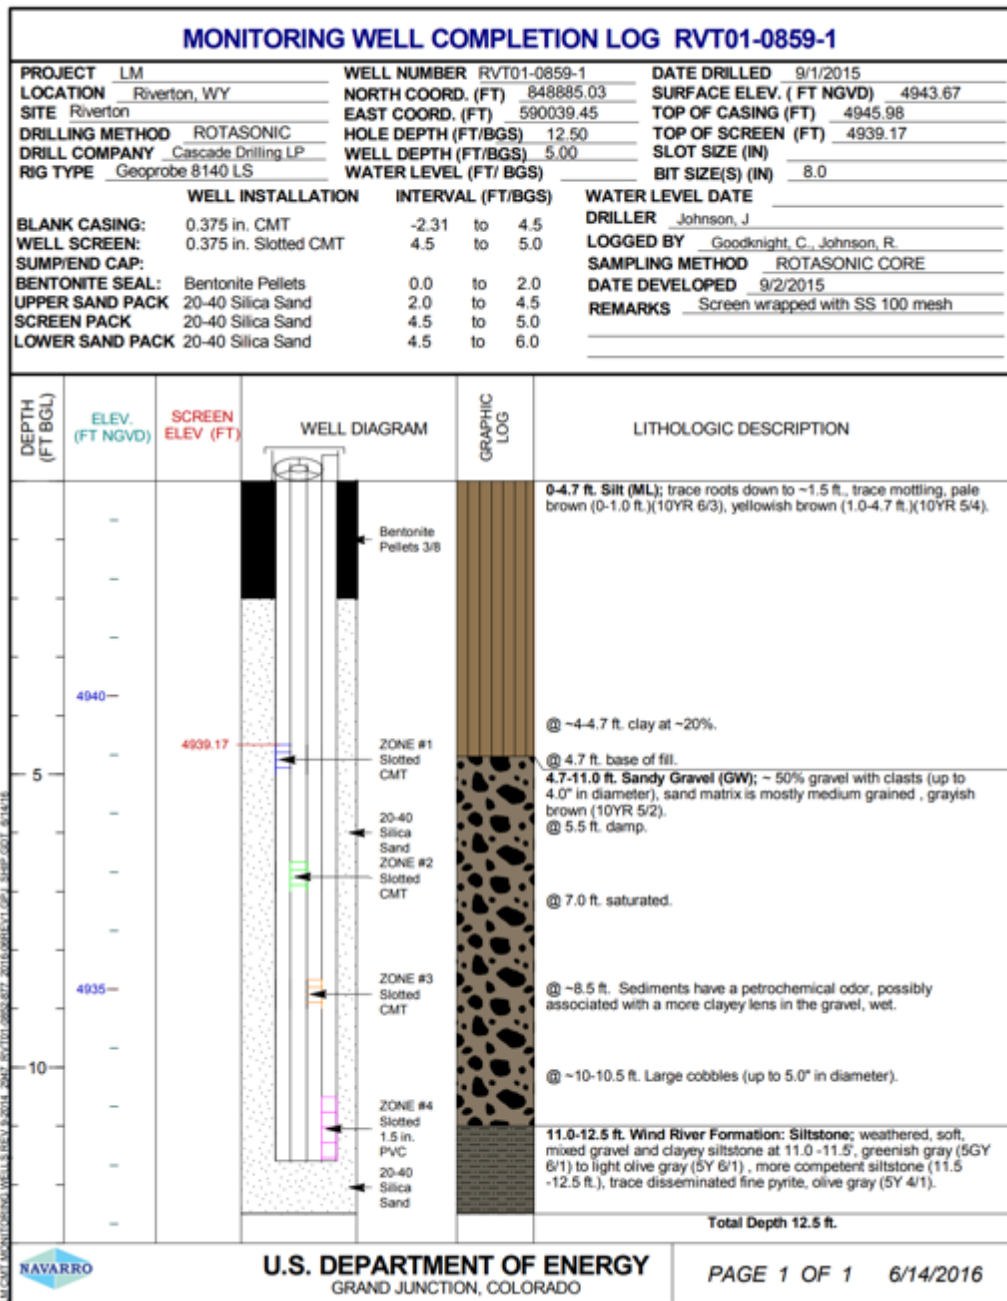 MONITORING WELL COMPLETION LOG RVT01-0859-1
PROJECT LM WELL NUMBER RVT01-0859-1 DATE DRILLED 9/1/2015
LOCATION Riverton, WY NORTH COORD. (FT) 848885.03 SURFACE ELEV. ( FT NGVD) 4943.67
SITE Riverton EAST COORD. (FT) 590039.45 TOP OF CASING (FT) 4945.98
DRILLING METHOD ROTASONIC HOLE DEPTH (FT/BGS) 12.50 TOP OF SCREEN (FT) 4939.17
DRILL COMPANY Cascade Drilling LP WELL DEPTH (FT/BGS) 5.00 SLOT SIZE (IN)
RIG TYPE Geoprobe 8140 LS WATER LEVEL (FT/ BGS) BIT SIZE(S) (IN) 8.0
WELL INSTALLATION INTERVAL (FT/BGS) WATER LEVEL DATE
BLANK CASING: 0.375 in. CMT -2.31 to 4.5 DRILLER Johnson, J
WELL SCREEN: 0.375 in. Slotted CMT 4.5 to 5.0 LOGGED BY Goodknight, C., Johnson, R.
SUMP/END CAP: SAMPLING METHOD ROTASONIC CORE
BENTONITE SEAL: Bentonite Pellets 0.0 to 2.0 DATE DEVELOPED 9/2/2015
UPPER SAND PACK 20-40 Silica Sand 2.0 to 4.5 REMARKS Screen wrapped with SS 100 mesh
SCREEN PACK 20-40 Silica Sand 4.5 to 5.0
LOWER SAND PACK 20-40 Silica Sand 4.5 to 6.0
DEPTH
(FT BGL)
ELEV.
(FT NGVD)
SCREEN
ELEV (FT)
WELL DIAGRAM
GRAPHIC
LOG
LITHOLOGIC DESCRIPTION
0-4.7 ft. Silt (ML); trace roots down to ~1.5 ft., trace mottling, pale
brown (0-1.0 ft.)(10YR 6/3), yellowish brown (1.0-4.7 ft.)(10YR 5/4).
Bentonite
Pellets 3/8
4940
@ ~4-4.7 ft. clay at ~20%.
4939.17
ZONE #1
Slotted
CMT
@ 4.7 ft. base of fill.
5
4.7-11.0 ft. Sandy Gravel (GW); ~ 50% gravel with clasts (up to
4.0" in diameter), sand matrix is mostly medium grained , grayish
brown (10YR 5/2).
@ 5.5 ft. damp.
20-40
Silica
Sand
ZONE #2
Slotted
CMT
@ 7.0 ft. saturated.
4935
ZONE #3
Slotted
CMT
@ ~8.5 ft. Sediments have a petrochemical odor, possibly
associated with a more clayey lens in the gravel, wet.
10
@ ~10-10.5 ft. Large cobbles (up to 5.0" in diameter).
ZONE #4
Slotted
1.5 in.
PVC
11.0-12.5 ft. Wind River Formation: Siltstone; weathered, soft,
mixed gravel and clayey siltstone at 11.0 -11.5', greenish gray (5GY
6/1) to light olive gray (5Y 6/1) , more competent siltstone (11.5
-12.5 ft.), trace disseminated fine pyrite, olive gray (5Y 4/1).
20-40
Silica
Sand
Total Depth 12.5 ft.
NAVARRO
U.S. DEPARTMENT OF ENERGY
GRAND JUNCTION, COLORADO
PAGE 1 OF 1 6/14/2016